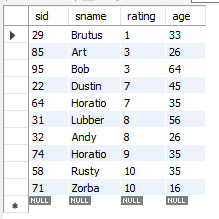 sid sname rating age
29 Brutus 1 33
85 Art 3 26
95 Bob 3 64
22 Dustin 7 45
64 Horatio 7 35
31 Lubber 8 56
32 Andy 8 26
74 Horatio 9 35
58 Rusty 10 35
71 Zorba 10 16
NULL NULL NULL NULL